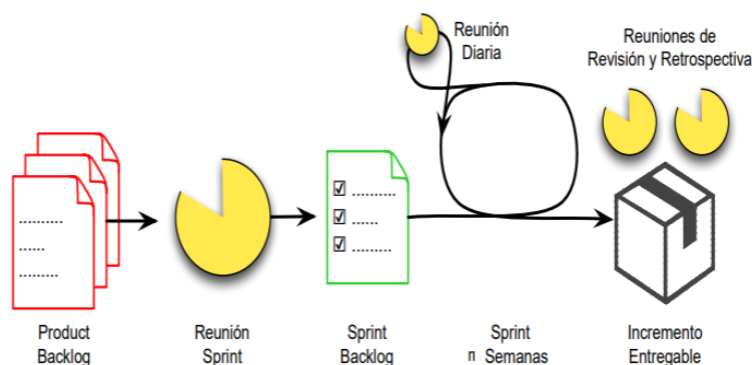 Reunión
Diaria
Reuniones de
Revisión y Retrospectiva
..........
......
.........
..........
......
.........
Product
Backlog
Reunión
Sprint
Sprint
Backlog
Sprint
n Semanas
Incremento
Entregable